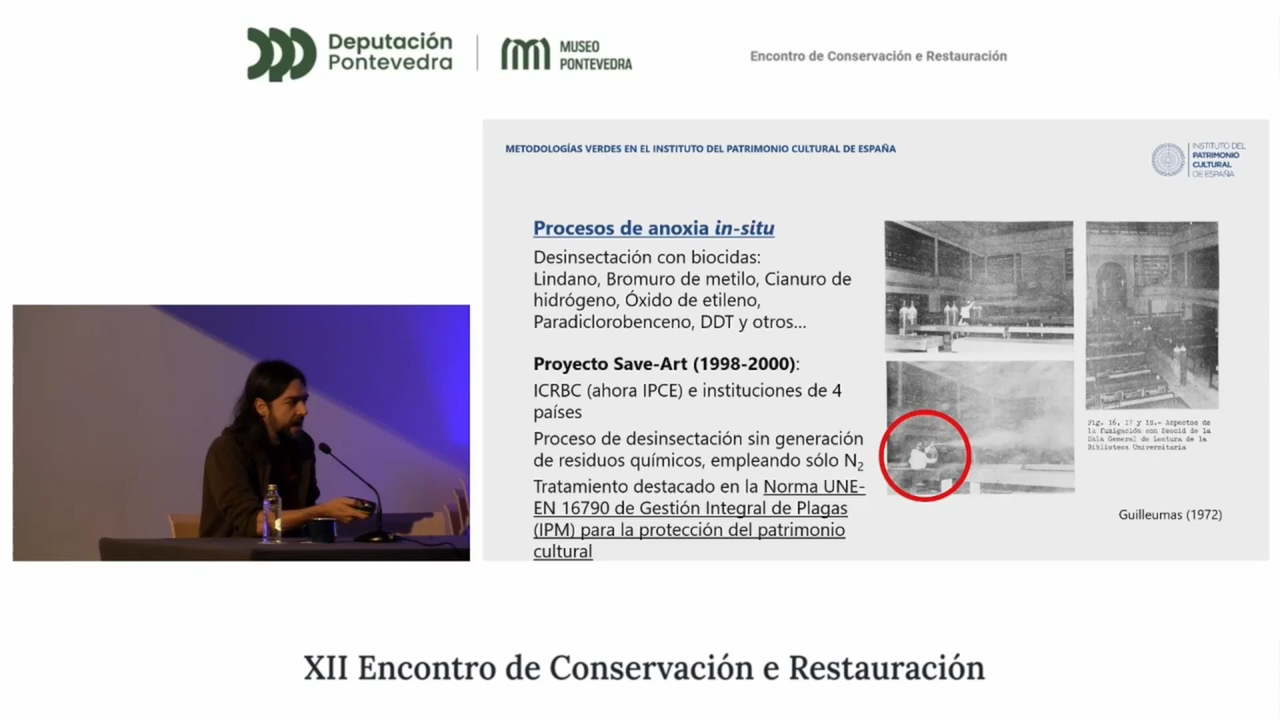 Deputación
Pontevedra
MUSEO
PONTEVEDRA
Encontro de Conservación e Restauración
METODOLOGÍAS VERDES EN EL INSTITUTO DEL PATRIMONIO CULTURAL DE ESPAÑA
INSTITUTO DEL
PATRIMONIO
CULTURAL
DE ESPAÑA
Procesos de anoxia in-situ
Desinsectación con biocidas:
Lindano, Bromuro de metilo, Cianuro de
hidrógeno, Óxido de etileno,
Paradiclorobenceno, DDT y otros...
Proyecto Save-Art (1998-2000):
ICRBC (ahora IPCE) e instituciones de 4
países
Proceso de desinsectación sin generación
de residuos químicos, empleando sólo N2
Tratamiento destacado en la Norma UNE-
EN 16790 de Gestión Integral de Plagas
(IPM) para la protección del patrimonio
cultural
Fig. 16, 17 y 18.- Aspectos de
la fumigación con
Sala General de Lectura de la
Biblioteca Universitaria
Guilleumas (1972)
XII Encontro de Conservación e Restauración